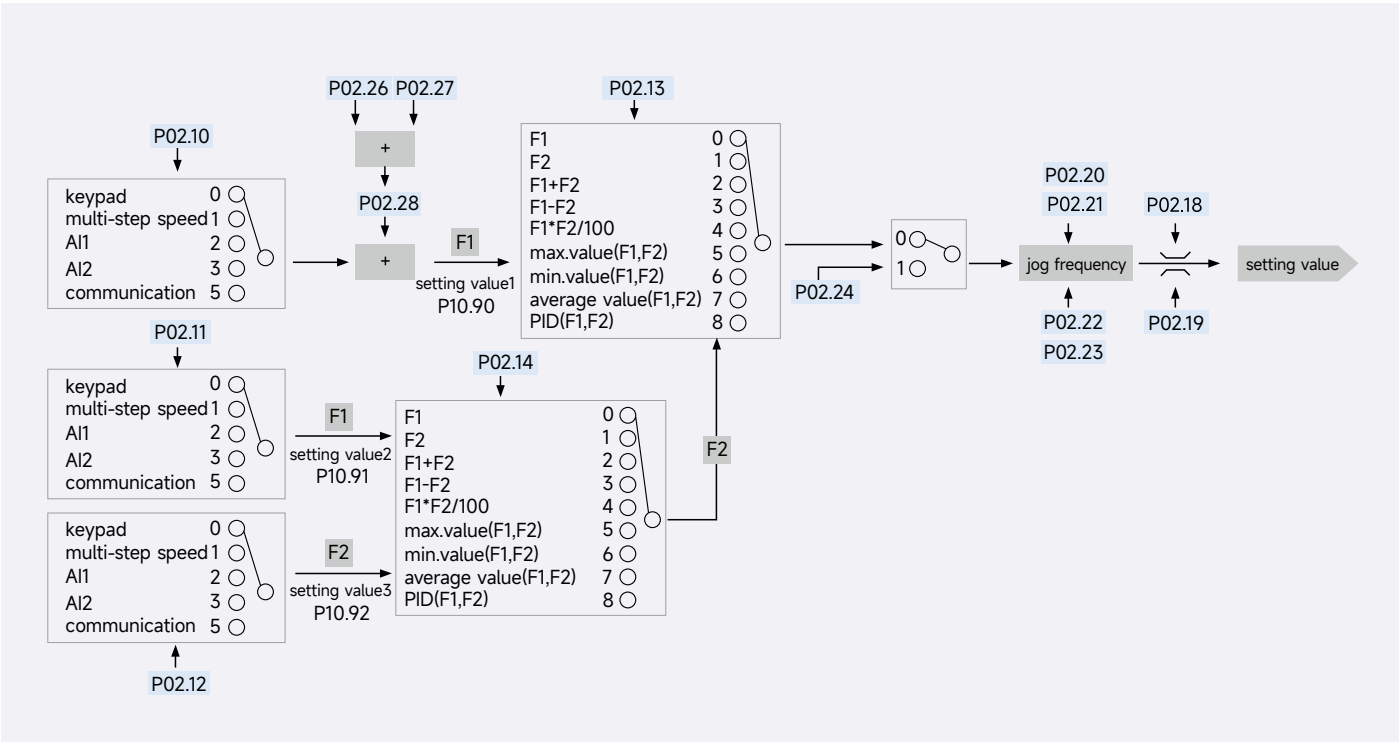 P02.10
keypad 0
multi-step speed 1
AI1 2
AI2 3
communication 5
P02.26 P02.27
+
P02.28
+
F1
setting value1
P10.90
P02.13
F1 0
F2 1
F1+F2 2
F1-F2 3
F1*F2/100 4
max.value(F1,F2) 5
min.value(F1,F2) 6
average value(F1,F2) 7
PID(F1,F2) 8
0
1
P02.24
P02.20
P02.21
jog frequency
P02.22
P02.23
P02.18
P02.19
setting value
P02.11
keypad 0
multi-step speed 1
AI1 2
AI2 3
communication 5
F1
setting value2
P10.91
keypad 0
multi-step speed 1
AI1 2
AI2 3
communication 5
P02.12
F2
setting value3
P10.92
P02.14
F1 0
F2 1
F1+F2 2
F1-F2 3
F1*F2/100 4
max.value(F1,F2) 5
min.value(F1,F2) 6
average value(F1,F2) 7
PID(F1,F2) 8
F2